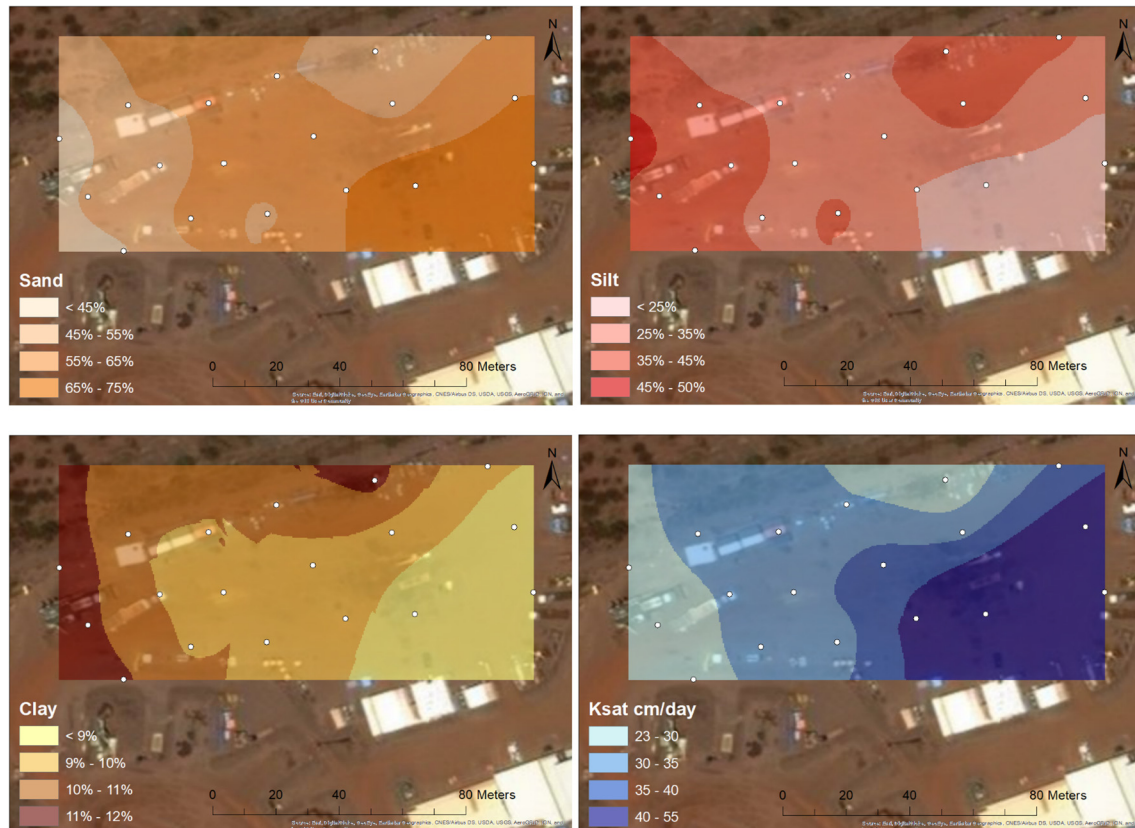 N
Sand
< 45%
45% - 55%
55% - 65%
65% - 75%
0 20 40 80 Meters
N
Silt
< 25%
25% - 35%
35% - 45%
45% - 50%
0 20 40 80 Meters
N
Clay
< 9%
9% - 10%
10% - 11%
11% - 12%
0 20 40 80 Meters
N
Ksat cm/day
23 - 30
30 - 35
35 - 40
40 - 55
0 20 40 80 Meters